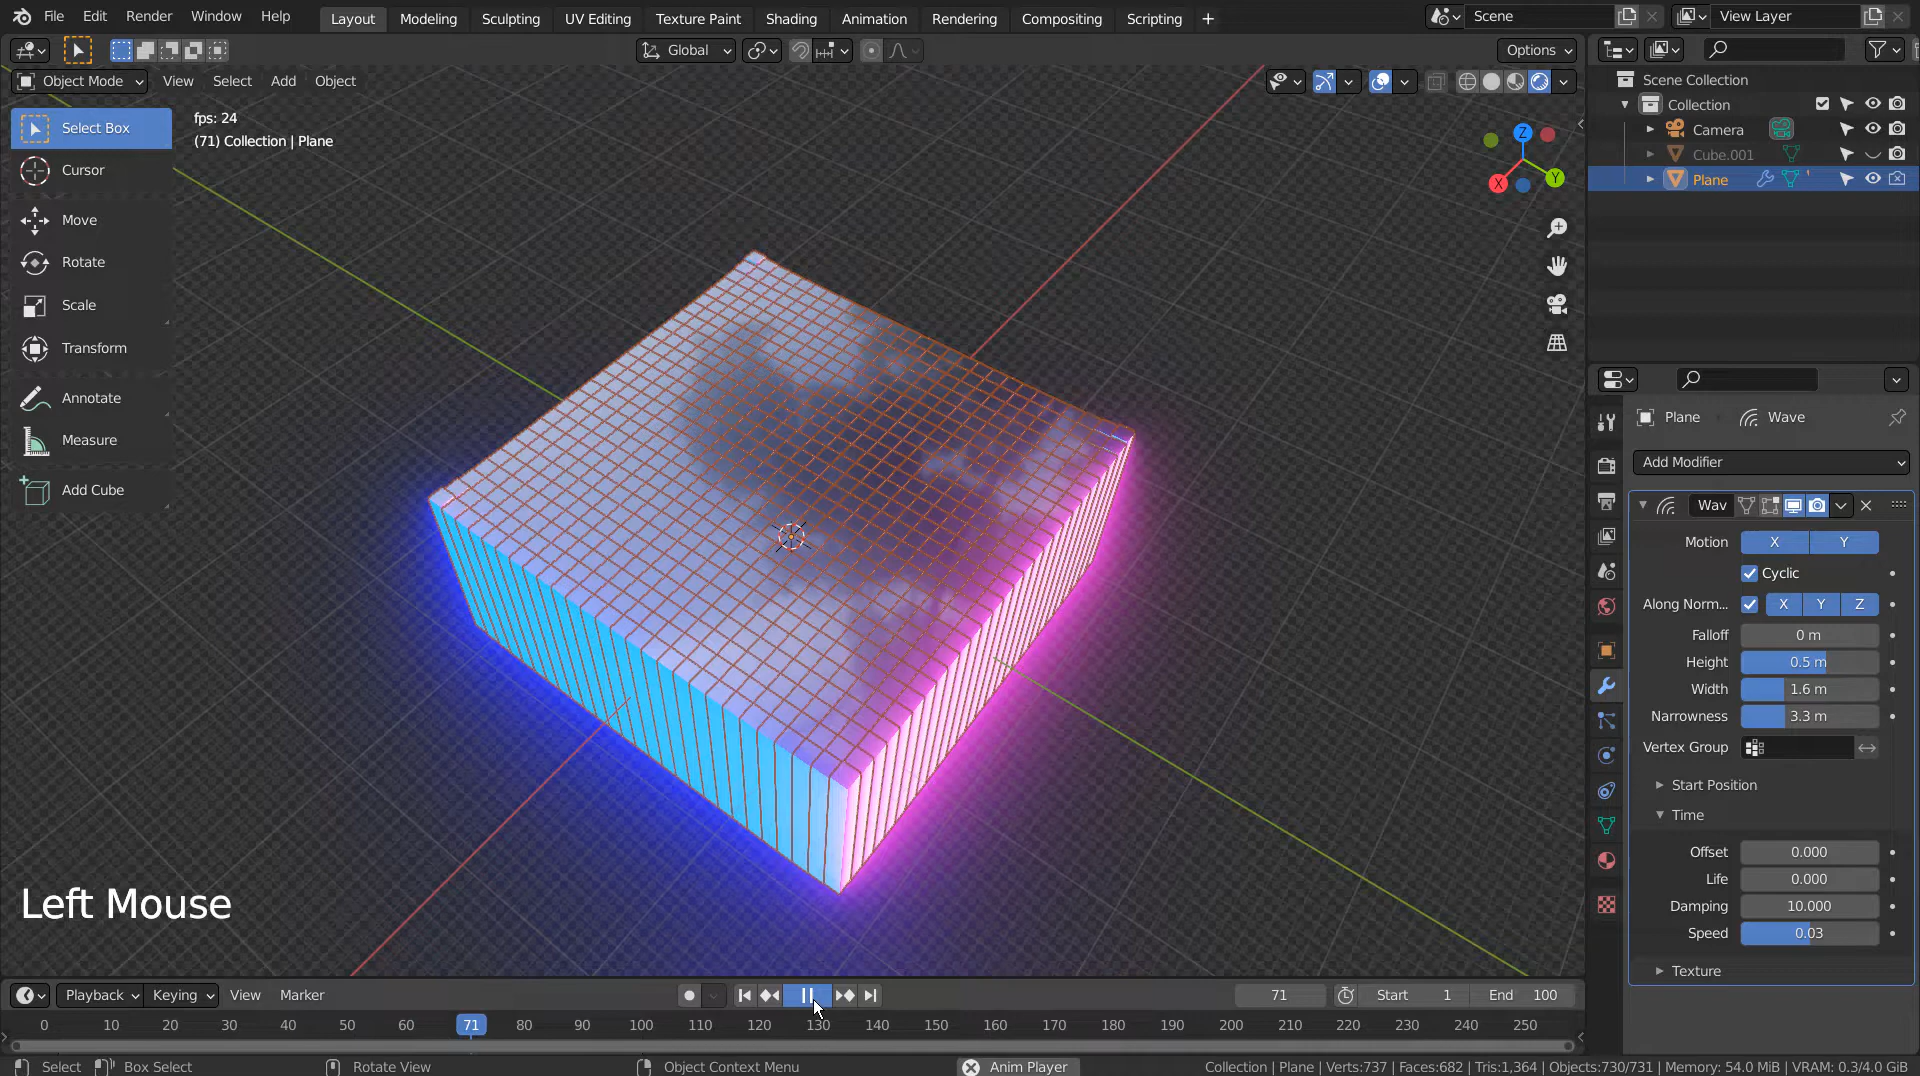 File Edit Render Window Help Layout Modeling Sculpting UV Editing Texture Paint Shading Animation Rendering Compositing Scripting + Scene View Layer
Global Options
Object Mode View Select Add Object
Select Box
Cursor
Move
Rotate
Scale
Transform
Annotate
Measure
Add Cube
fps: 24
(71) Collection | Plane
Z
Y
X
Left Mouse
Scene Collection
Collection
Camera
Cube.001
Plane
Plane Wave
Add Modifier
Wav
Motion X Y
Cyclic
Along Norm... X Y Z
Falloff 0 m
Height 0.5 m
Width 1.6 m
Narrowness 3.3 m
Vertex Group
Start Position
Time
Offset 0.000
Life 0.000
Damping 10.000
Speed 0.03
Texture
Playback Keying View Marker 71 Start 1 End 100
0 10 20 30 40 50 60 71 80 90 100 110 120 130 140 150 160 170 180 190 200 210 220 230 240 250
Select Box Select Rotate View Object Context Menu Anim Player Collection | Plane | Verts:737 | Faces:682 | Tris:1,364 | Objects:730/731 | Memory: 54.0 MiB | VRAM: 0.3/4.0 GiB